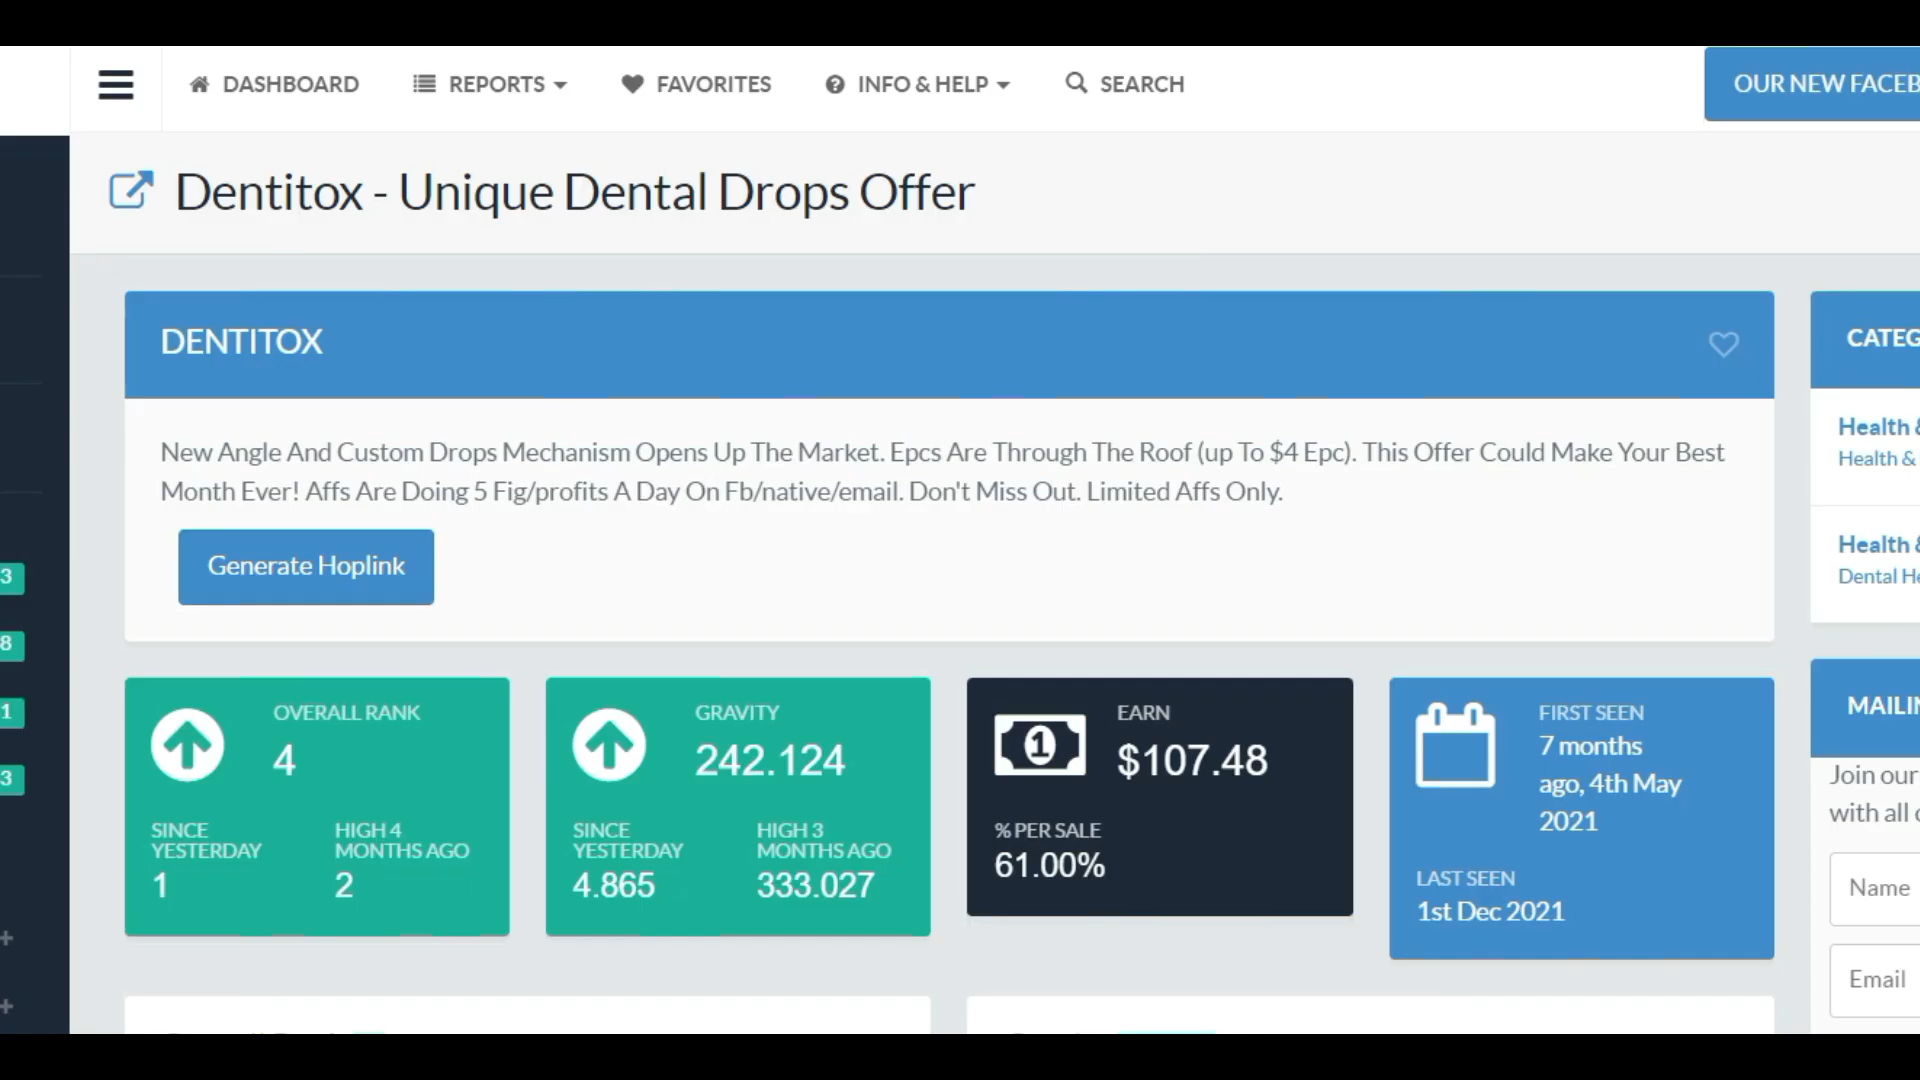 DASHBOARD REPORTS FAVORITES INFO & HELP SEARCH OUR NEW FACEB
Dentitox - Unique Dental Drops Offer
DENTITOX
New Angle And Custom Drops Mechanism Opens Up The Market. Epcs Are Through The Roof (up To $4 Epc). This Offer Could Make Your Best
Month Ever! Affs Are Doing 5 Fig/profits A Day On Fb/native/email. Don't Miss Out. Limited Affs Only.
Generate Hoplink
OVERALL RANK
4
SINCE
YESTERDAY
1
HIGH 4
MONTHS AGO
2
GRAVITY
242.124
SINCE
YESTERDAY
4.865
HIGH 3
MONTHS AGO
333.027
EARN
$107.48
% PER SALE
61.00%
FIRST SEEN
7 months
ago, 4th May
2021
LAST SEEN
1st Dec 2021
CATEG
Health &
Health &
Health &
Dental He
MAILIN
Join our
with all
Name
Email
3
8
1
3